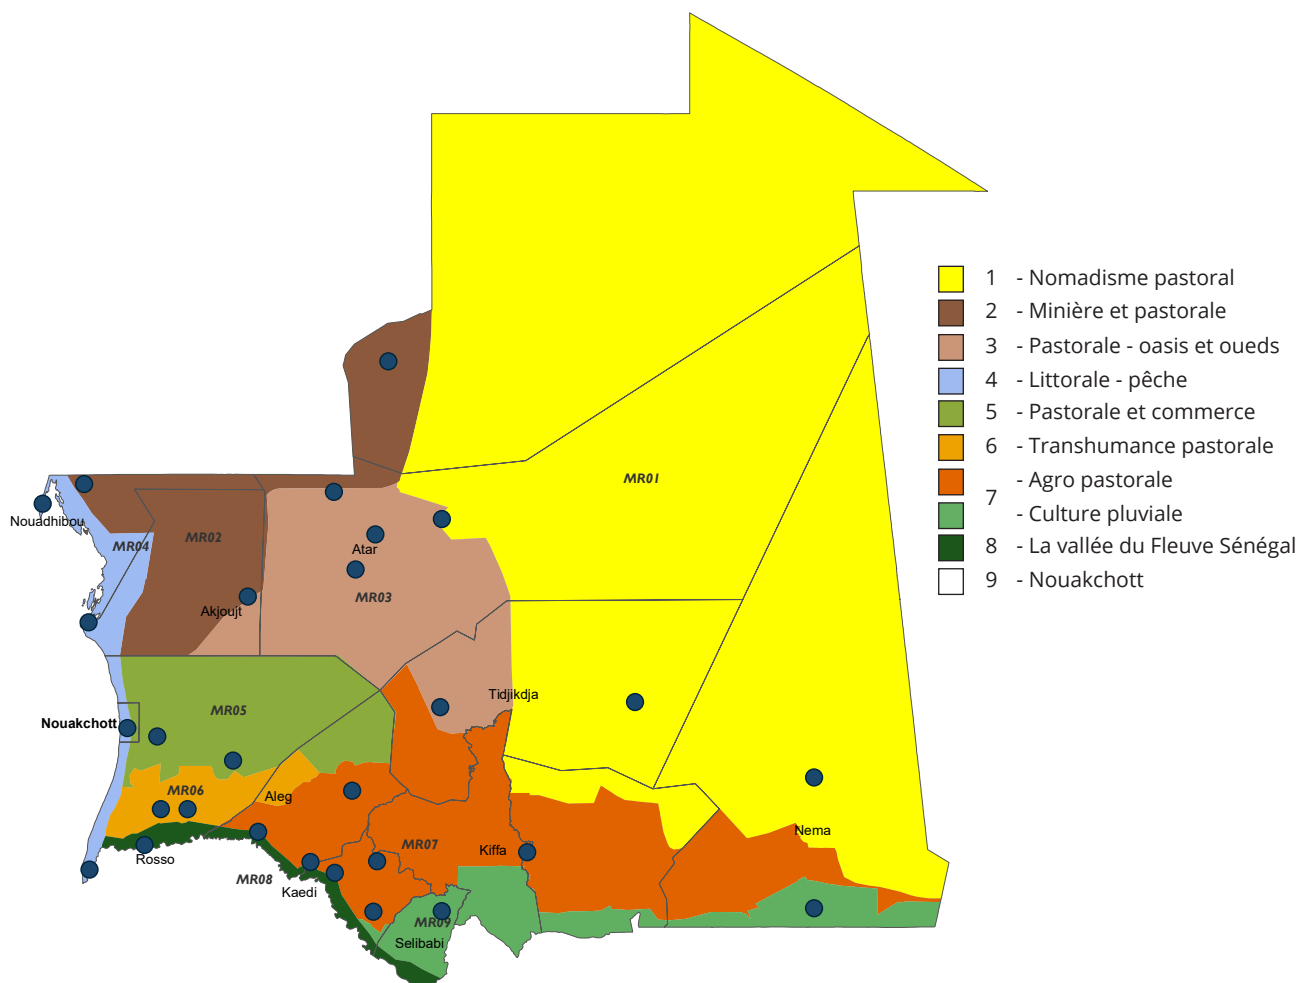 1 - Nomadisme pastoral
2 - Minière et pastorale
3 - Pastorale - oasis et oueds
4 - Littorale - pêche
5 - Pastorale et commerce
6 - Transhumance pastorale
7 - Agro pastorale
- Culture pluviale
8 - La vallée du Fleuve Sénégal
9 - Nouakchott
MR01
Nouadhibou
MR04
MR02
Atar
MR03
Akjoujt
Tidjikdja
Nouakchott
MR05
MR06
Aleg
Nema
Rosso
MR07
Kiffa
MR08
Kaedi
MR09
Selibabi